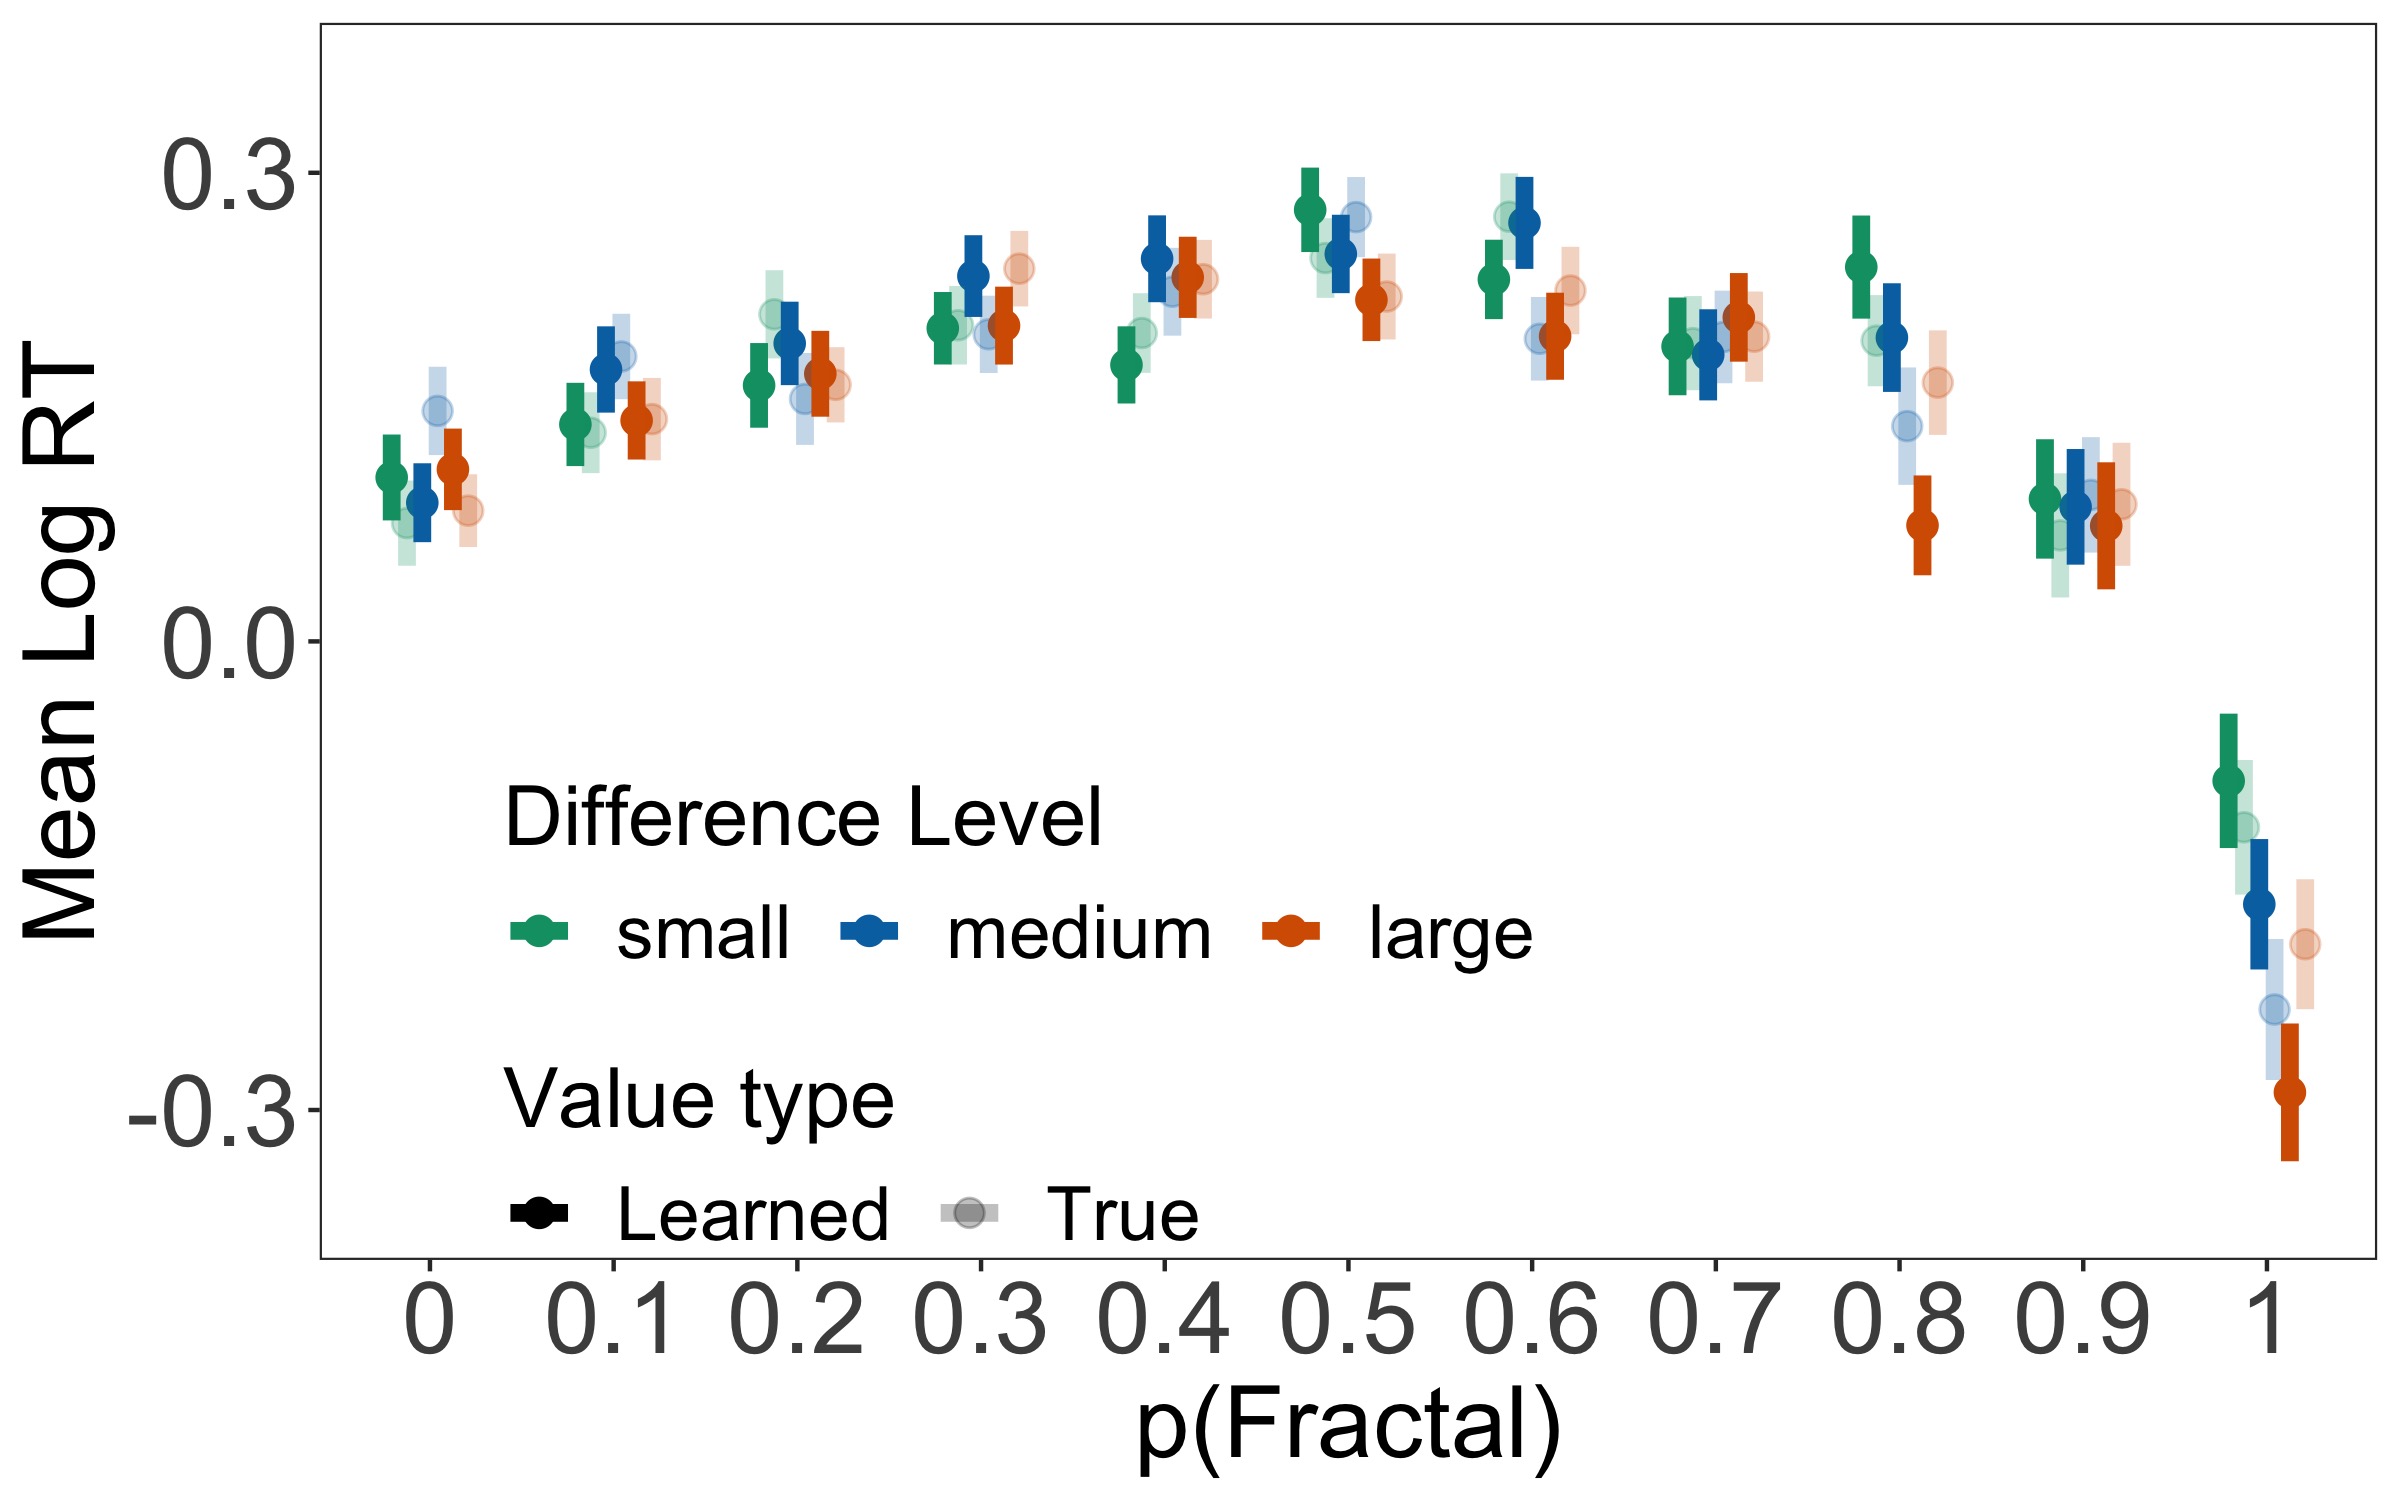 Mean Log RT
0.3
0.0
-0.3
Difference Level
small medium large
Value type
Learned True
0 0.1 0.2 0.3 0.4 0.5 0.6 0.7 0.8 0.9 1
p(Fractal)